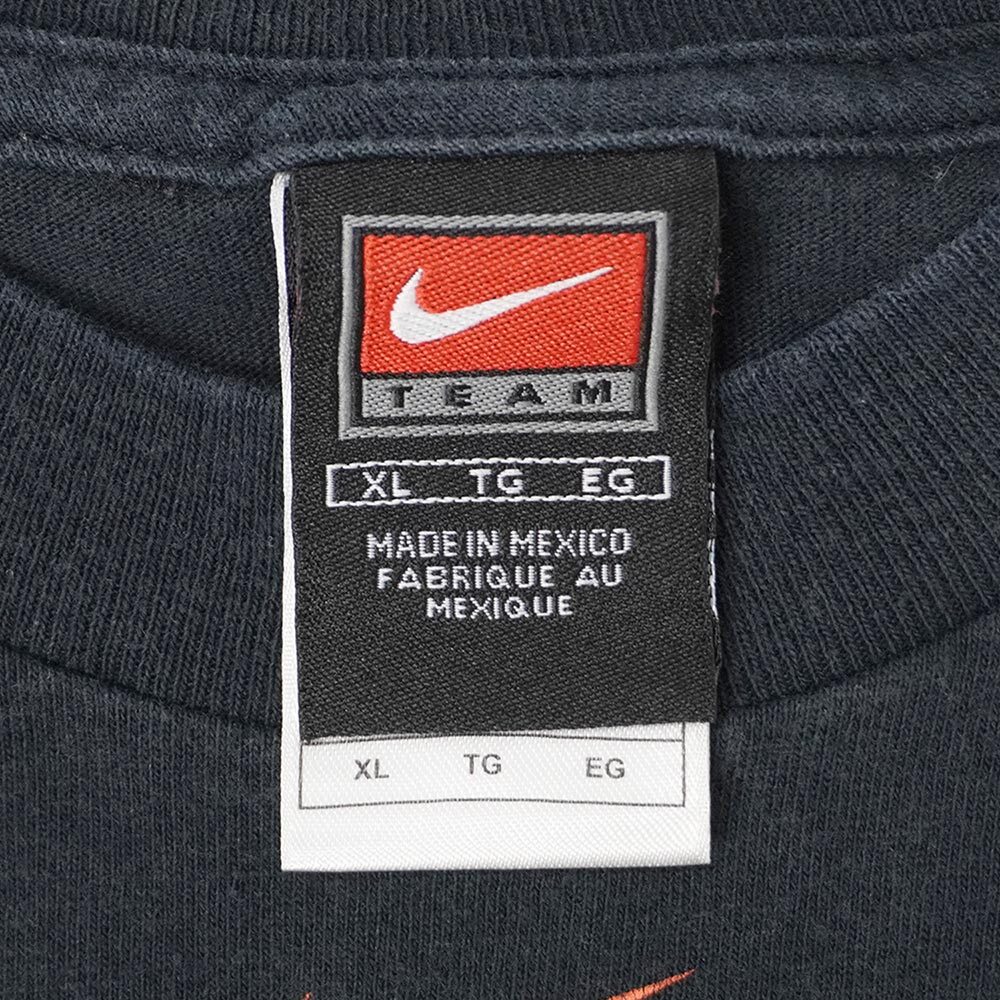 TEAM
XL TG EG
MADE IN MEXICO
FABRIQUE AU
MEXIQUE
XL TG EG